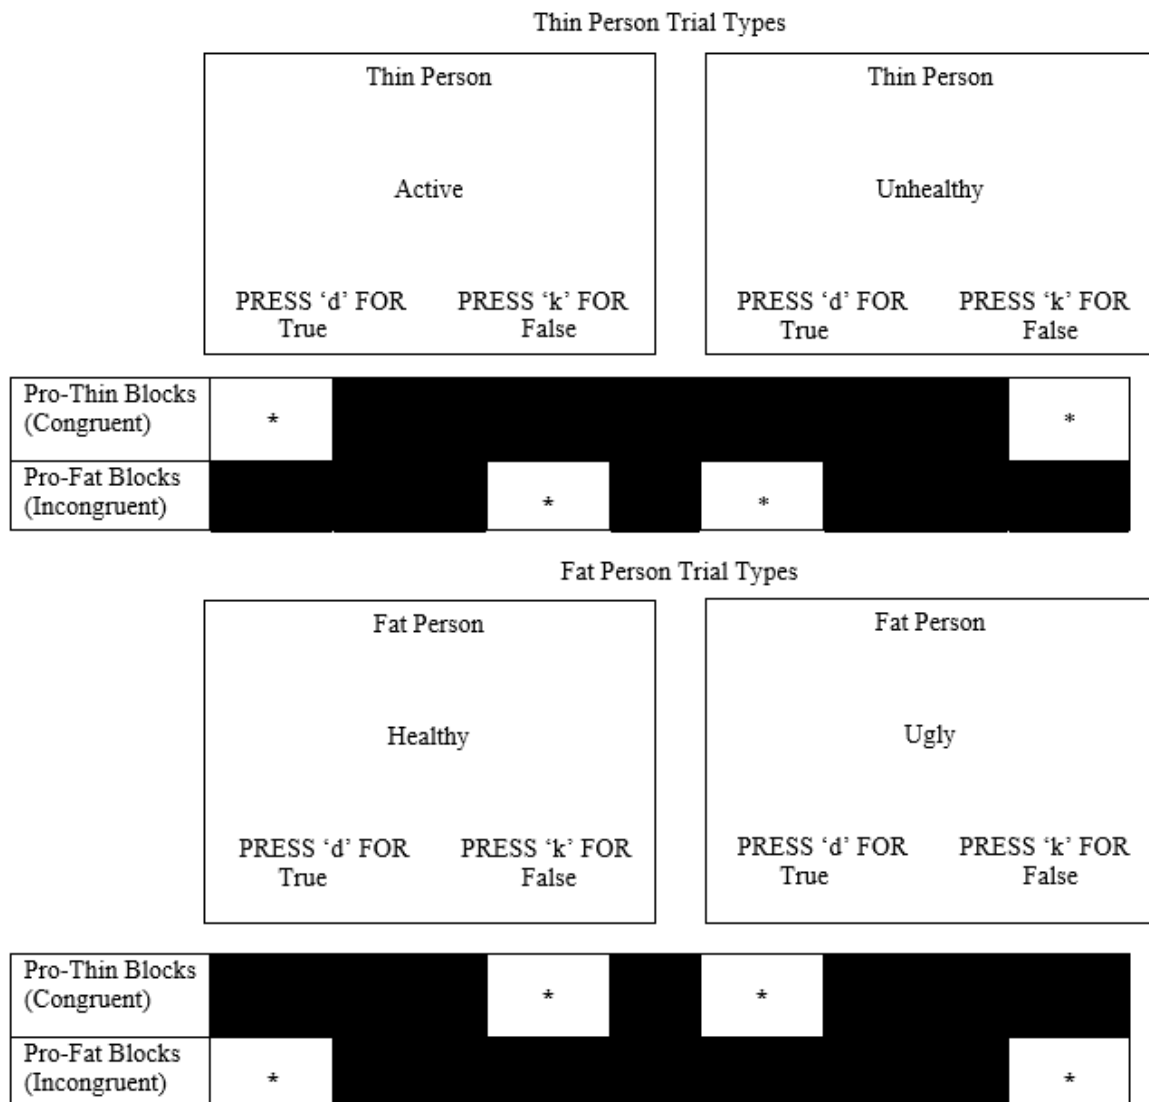 Thin Person Trial Types
Thin Person
Active
PRESS ‘d’ FOR PRESS ‘k’ FOR
True False
Thin Person
Unhealthy
PRESS ‘d’ FOR PRESS ‘k’ FOR
True False
Pro-Thin Blocks
(Congruent) * *
Pro-Fat Blocks
(Incongruent) * *
Fat Person Trial Types
Fat Person
Healthy
PRESS ‘d’ FOR PRESS ‘k’ FOR
True False
Fat Person
Ugly
PRESS ‘d’ FOR PRESS ‘k’ FOR
True False
Pro-Thin Blocks
(Congruent) * *
Pro-Fat Blocks
(Incongruent) * *